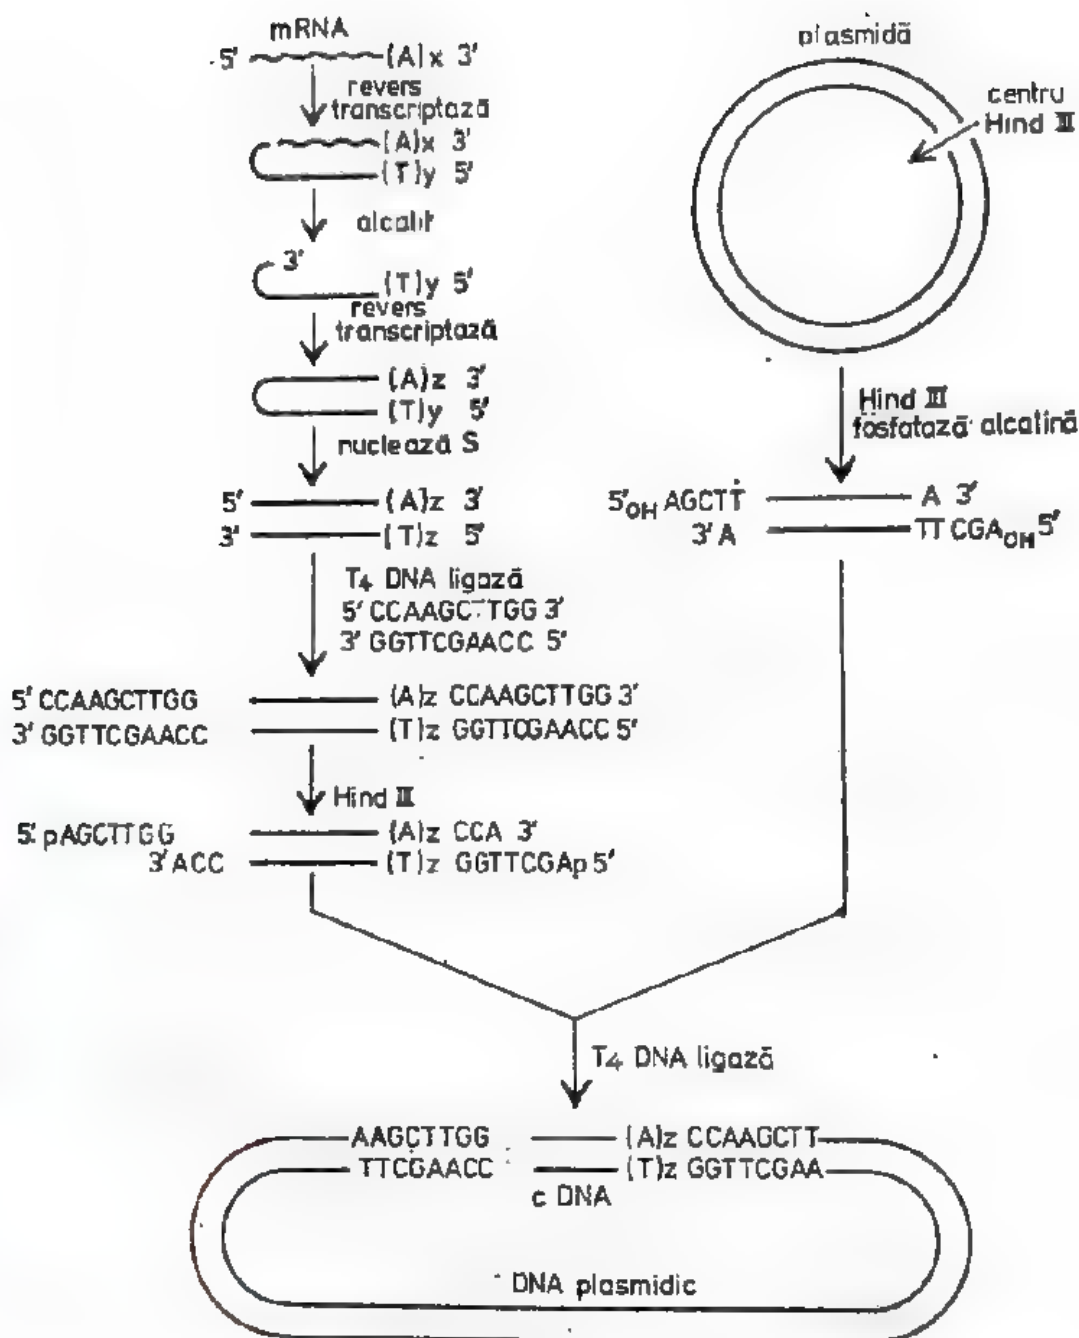 mRNA
5' (A)x 3'
revers
transcriptază
(A)x 3'
(T)y 5'
3'
(T)y 5'
revers
transcriptază
(A)z 3'
(T)y 5'
nuclează S
5' (A)z 3'
3' (T)z 5'
T4 DNA ligază
5' CCAAGCTTGG 3'
3' GGTTCGAACC 5'
5' CCAAGCTTGG (A)z CCAAGCTTGG 3'
3' GGTTCGAACC (T)z GGTTCGAACC 5'
Hind III
5' pAGCTTGG (A)z CCA 3'
3' ACC (T)z GGTTCGAp 5'
plasmidă
centru
Hind III
Hind III
fosfatază alcalină
5'OH AGCTT A 3'
3' A TTCGAOH 5'
T4 DNA ligază
AAGCTTGG (A)z CCAAGCTT
TTCGAACC (T)z GGTTCGAA
c DNA
DNA plasmidic